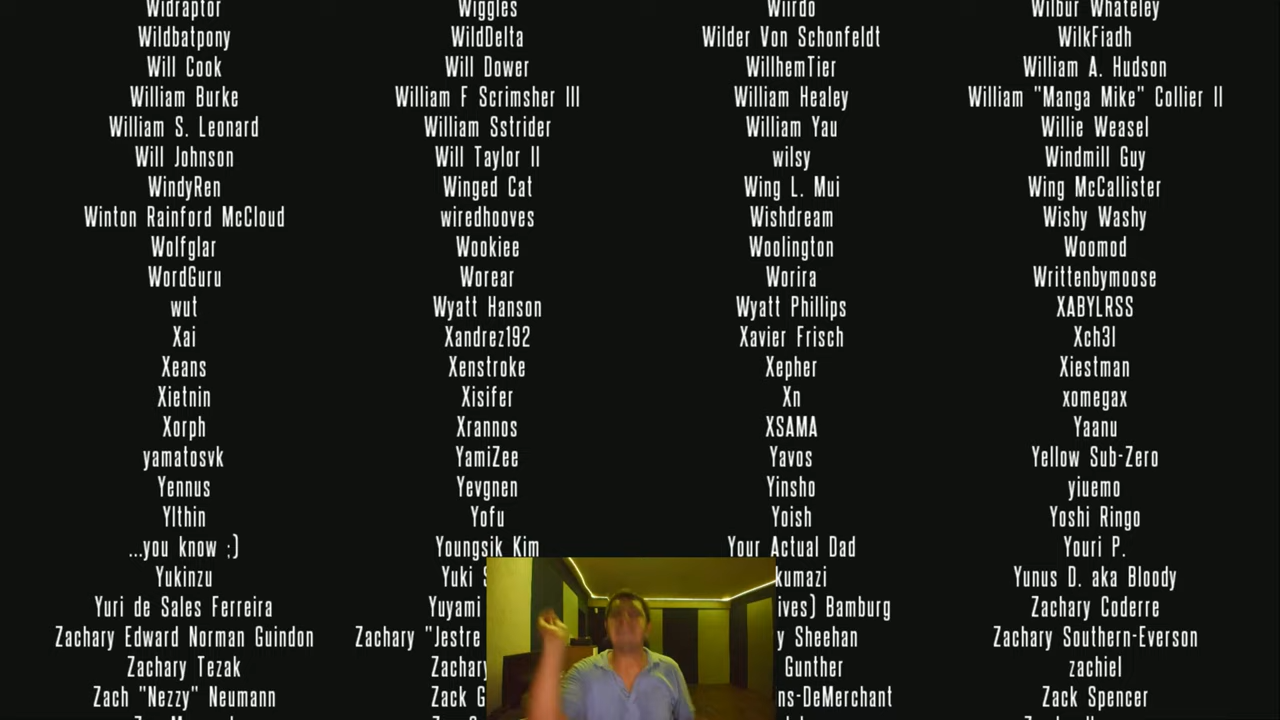 Widraptor Wiggles Wiirdo Wilbur Whateley
Wildbatpony WildDelta Wilder Von Schonfeldt WilkFiadh
Will Cook Will Dower WillhemTier William A. Hudson
William Burke William F Scrimsher III William Healey William "Manga Mike" Collier II
William S. Leonard William Sstrider William Yau Willie Weasel
Will Johnson Will Taylor II wilsy Windmill Guy
WindyRen Winged Cat Wing L. Mui Wing McCallister
Winton Rainford McCloud wiredhooves Wishdream Wishy Washy
Wolfglar Wookiee Woolington Woomod
WordGuru Worear Worira Writtenbymoose
wut Wyatt Hanson Wyatt Phillips XABYLRSS
Xai Xandrez192 Xavier Frisch Xch3l
Xeans Xenstroke Xepher Xiestman
Xietnin Xisifer Xn xomegax
Xorph Xrannos XSAMA Yaanu
yamatosvk YamiZee Yavos Yellow Sub-Zero
Yennus Yevgnen Yinsho yiuemo
Ylthin Yofu Yoish Yoshi Ringo
...you know ;) Youngsik Kim Your Actual Dad Youri P.
Yukinzu Yuki kumazi Yunus D. aka Bloody
Yuri de Sales Ferreira Yuyami ives) Bamburg Zachary Coderre
Zachary Edward Norman Guindon Zachary "Jestre y Sheehan Zachary Southern-Everson
Zachary Tezak Zachary Gunther zachiel
Zach "Nezzy" Neumann Zack G ns-DeMerchant Zack Spencer